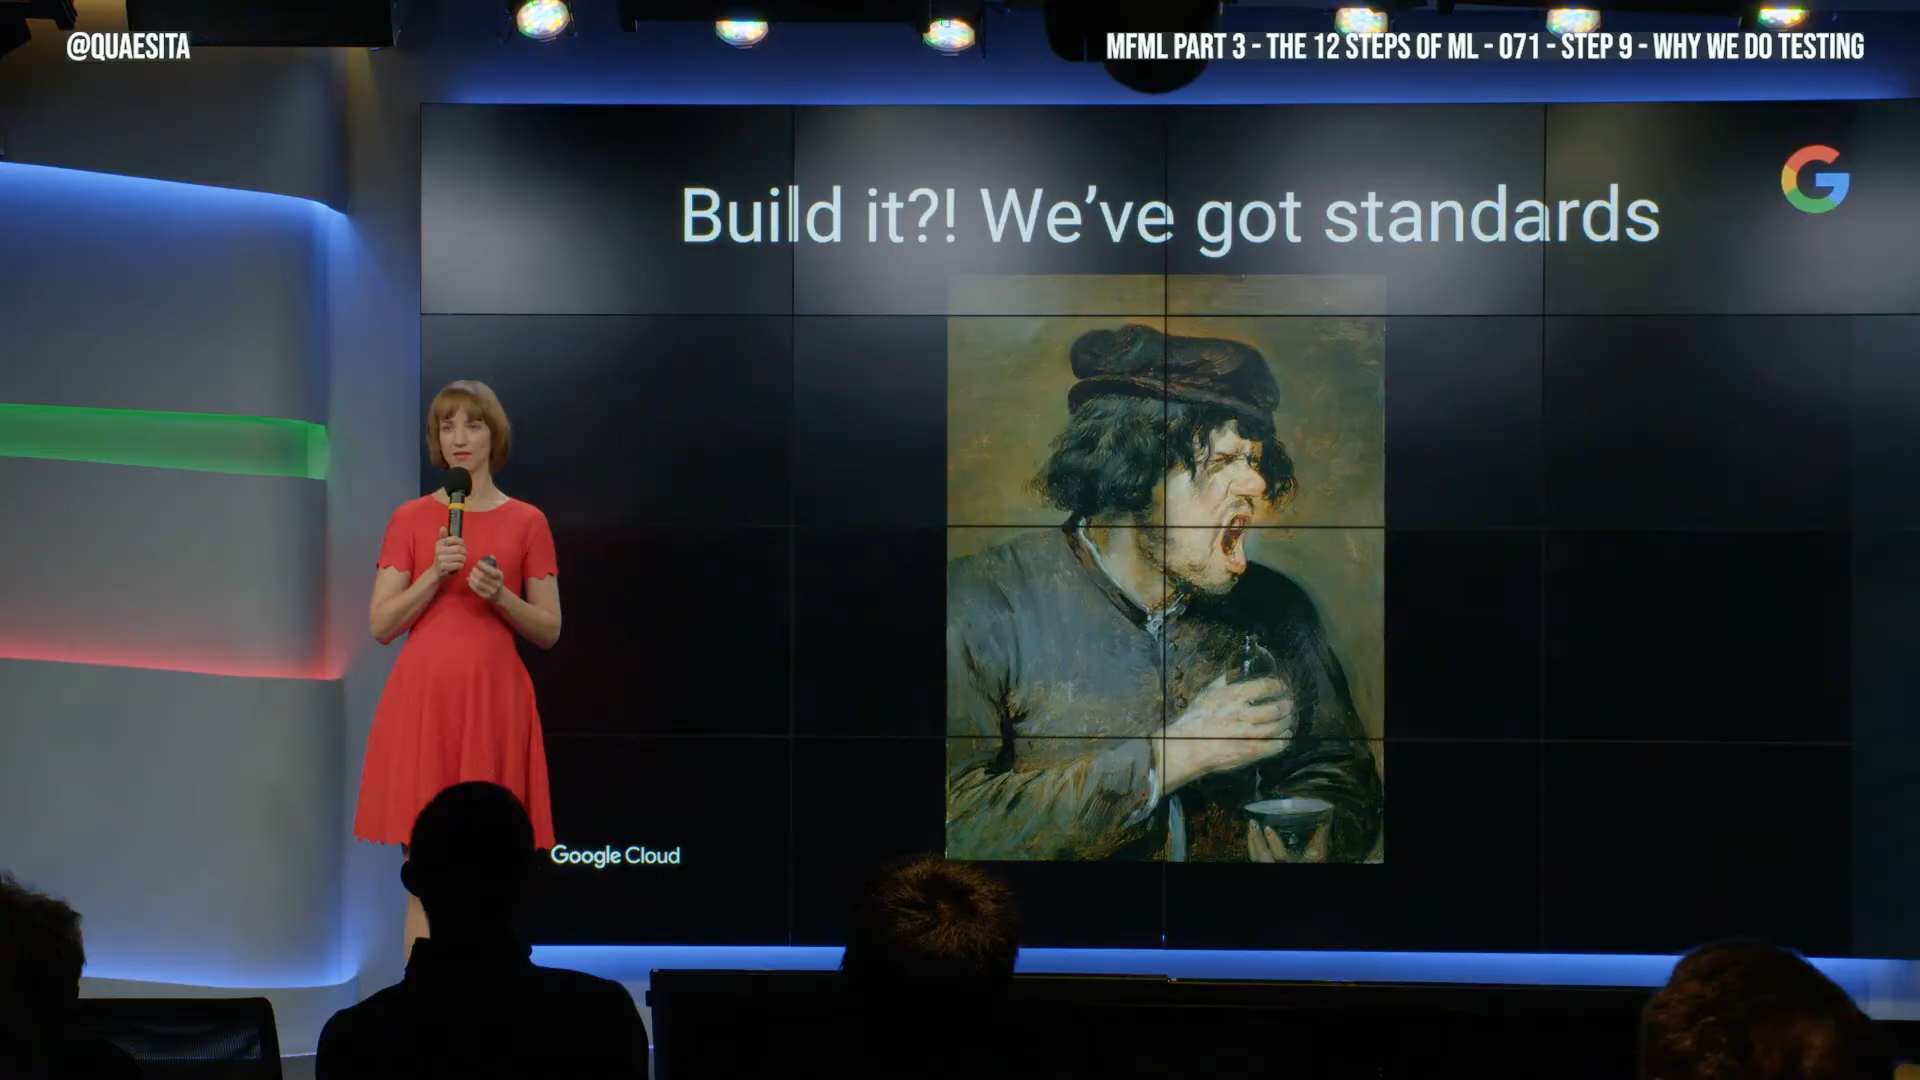 @QUAESITA
MFML PART 3 - THE 12 STEPS OF ML - 071 - STEP 9 - WHY WE DO TESTING
Build it?! We’ve got standards
Google Cloud